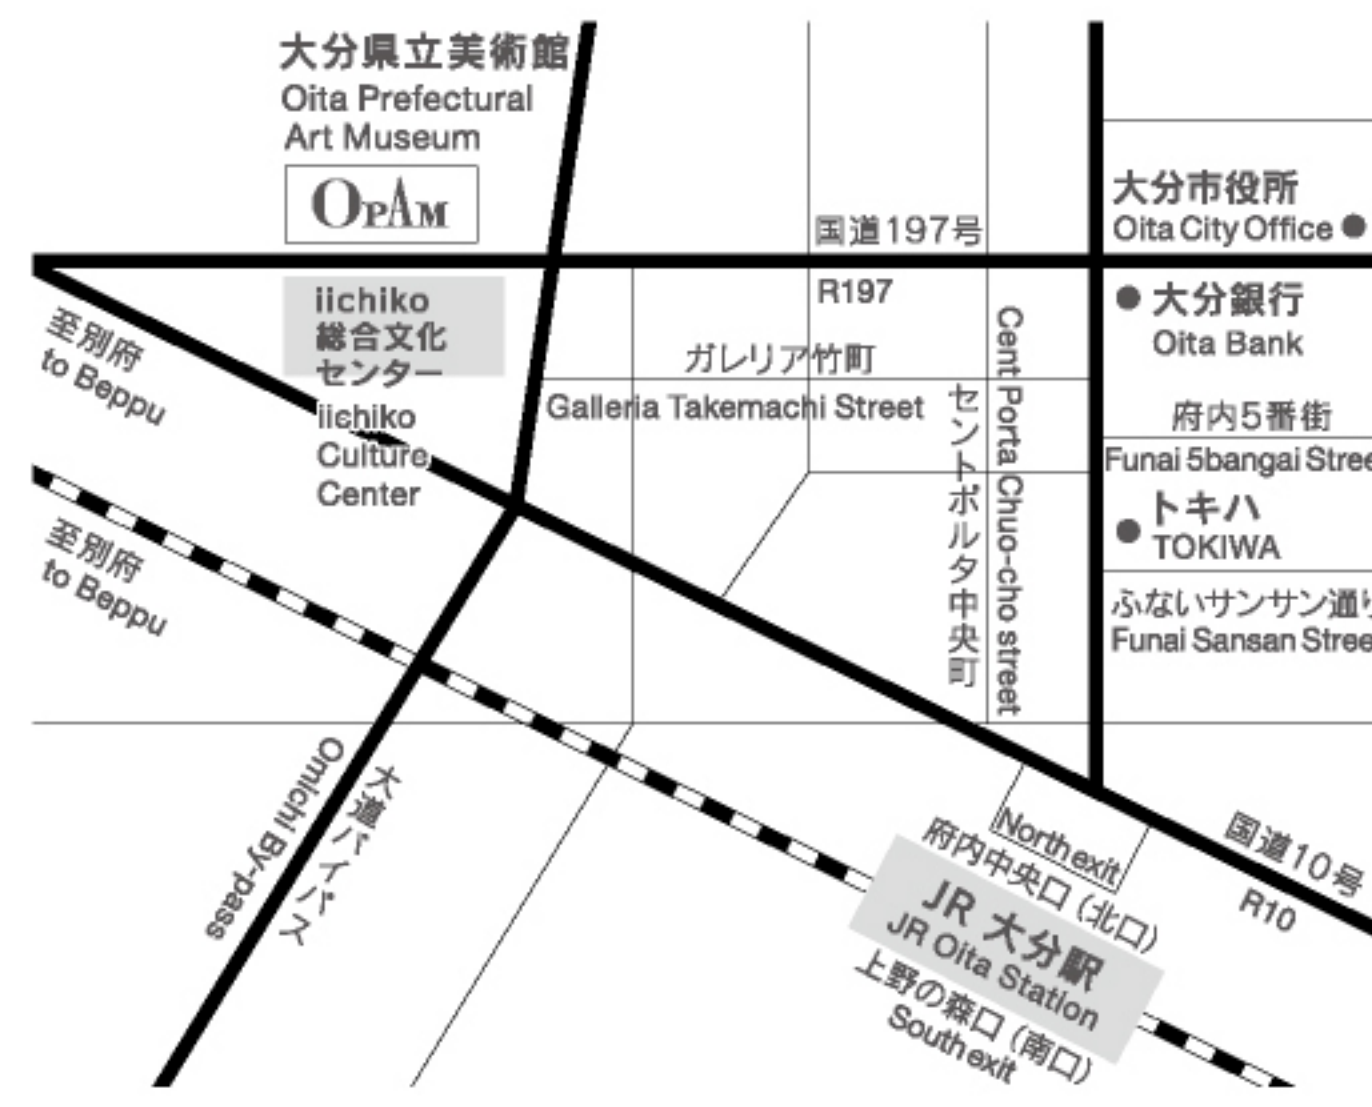 大分県立美術館
Oita Prefectural
Art Museum
OPAM
国道197号
R197
大分市役所
Oita City Office
大分銀行
Oita Bank
iichiko
総合文化
センター
iichiko
Culture
Center
至別府
to Beppu
ガレリア竹町
Galleria Takemachi Street
セントポルタ中央町
Cent Porta Chuo-cho street
府内5番街
Funai 5bangai Stree
トキハ
TOKIWA
ふないサンサン通り
Funai Sansan Stree
至別府
to Beppu
大道バイパス
Omichi By-pass
North exit
府内中央口(北口)
JR 大分駅
JR Oita Station
上野の森口(南口)
South exit
国道10号
R10